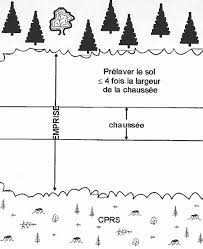 Prélever le sol
≤ 4 fois la largeur
de la chaussée
EMPRISE
chaussée
CPRS